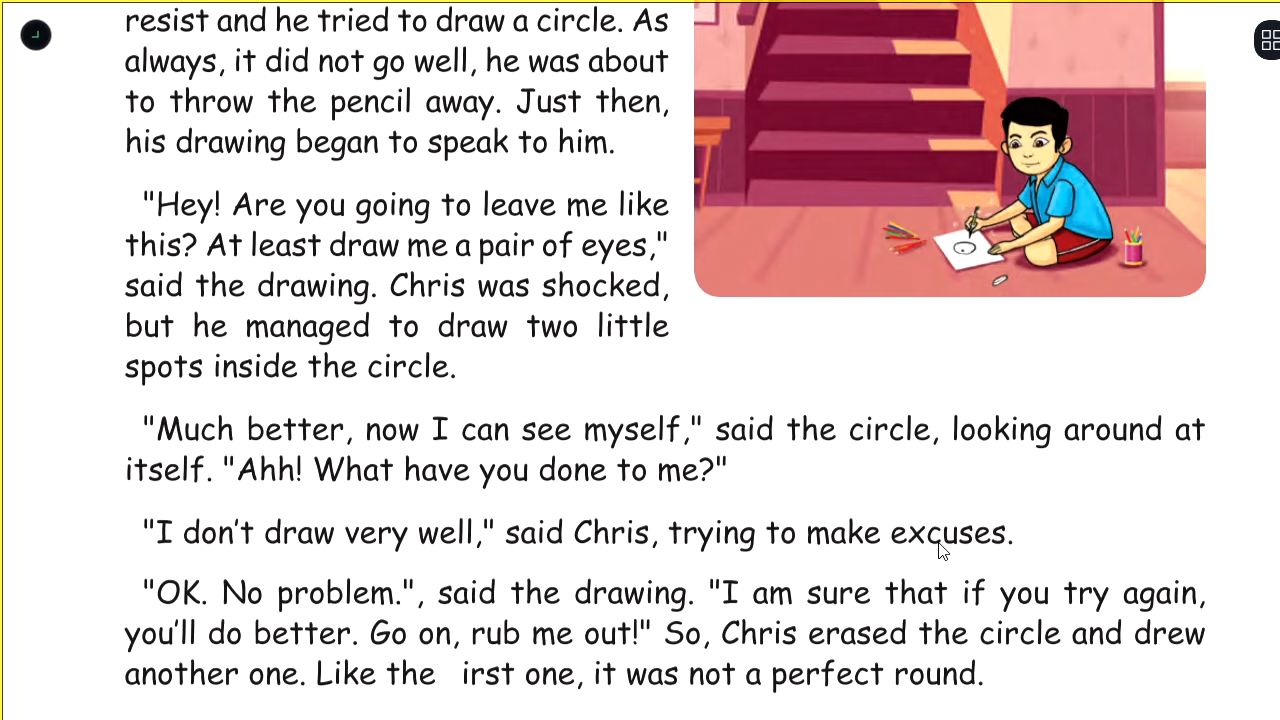 resist and he tried to draw a circle. As
always, it did not go well, he was about
to throw the pencil away. Just then,
his drawing began to speak to him.
"Hey! Are you going to leave me like
this? At least draw me a pair of eyes,"
said the drawing. Chris was shocked,
but he managed to draw two little
spots inside the circle.
"Much better, now I can see myself," said the circle, looking around at
itself. "Ahh! What have you done to me?"
"I don't draw very well," said Chris, trying to make excuses.
"OK. No problem.", said the drawing. "I am sure that if you try again,
you'll do better. Go on, rub me out!" So, Chris erased the circle and drew
another one. Like the irst one, it was not a perfect round.